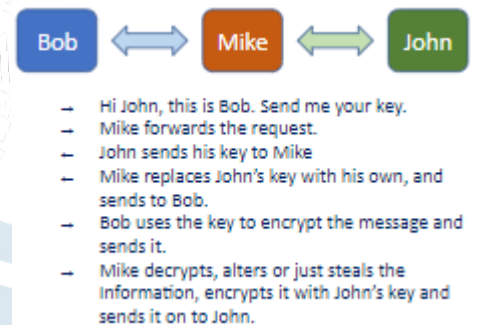 Bob Mike John
→ Hi John, this is Bob. Send me your key.
→ Mike forwards the request.
← John sends his key to Mike
← Mike replaces John's key with his own, and
sends to Bob.
→ Bob uses the key to encrypt the message and
sends it.
→ Mike decrypts, alters or just steals the
Information, encrypts it with John's key and
sends it on to John.